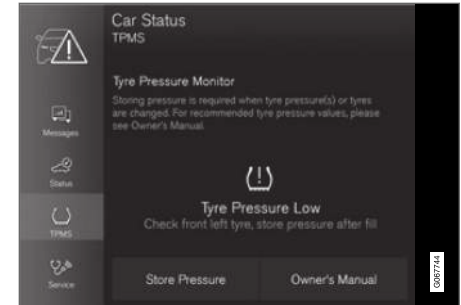 Car Status
TPMS
Tyre Pressure Monitor
Storing pressure is required when tyre pressure(s) or tyres
are changed. For recommended tyre pressure values, please
see Owner's Manual.
Messages
Status
TPMS
Service
Tyre Pressure Low
Check front left tyre, store pressure after fill
Store Pressure
Owner's Manual
G067744